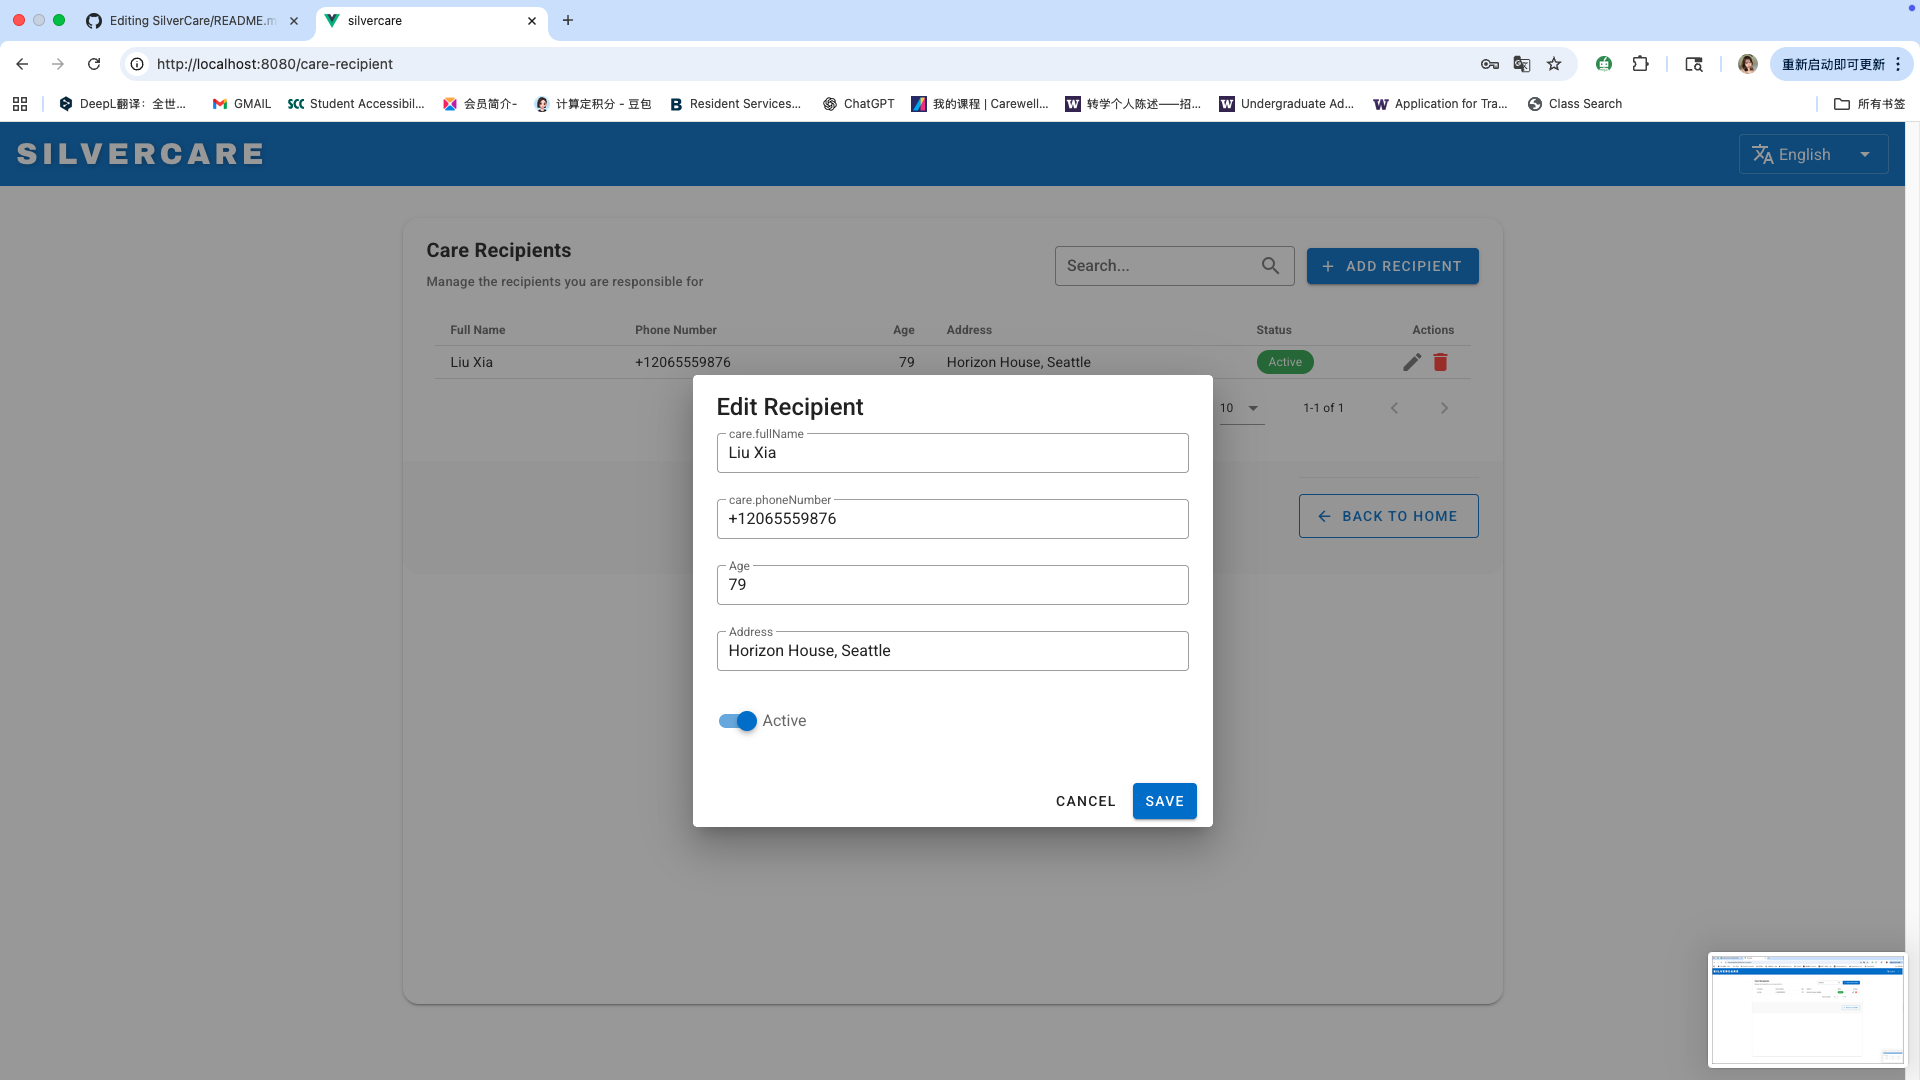 Editing SilverCare/README.m
silvercare
http://localhost:8080/care-recipient
重新启动即可更新
DeepL翻译：全世...
GMAIL
SCC Student Accessibil...
会员简介-
计算定积分 - 豆包
B Resident Services...
ChatGPT
我的课程 | Carewell...
W 转学个人陈述——招...
W Undergraduate Ad...
W Application for Tra...
Class Search
所有书签
SILVERCARE
English
Care Recipients
Manage the recipients you are responsible for
Search...
+ ADD RECIPIENT
Full Name Phone Number Age Address Status Actions
Liu Xia +12065559876 79 Horizon House, Seattle Active
10 1-1 of 1
BACK TO HOME
Edit Recipient
care.fullName
Liu Xia
care.phoneNumber
+12065559876
Age
79
Address
Horizon House, Seattle
Active
CANCEL SAVE
SILVERCARE